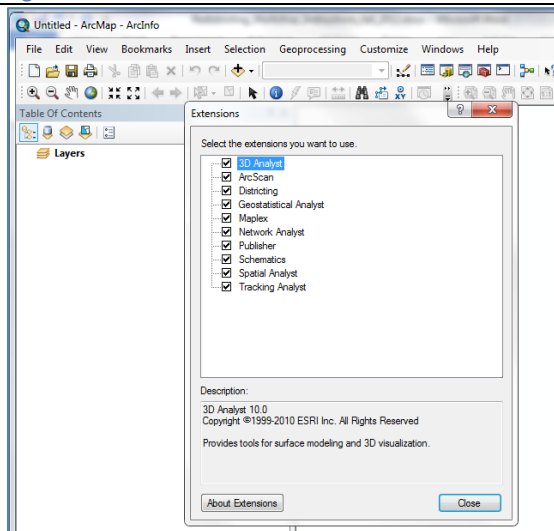 Untitled - ArcMap - ArcInfo
File Edit View Bookmarks Insert Selection Geoprocessing Customize Windows Help
Table Of Contents
Layers
Extensions
Select the extensions you want to use.
3D Analyst
ArcScan
Districting
Geostatistical Analyst
Maplex
Network Analyst
Publisher
Schematics
Spatial Analyst
Tracking Analyst
Description:
3D Analyst 10.0
Copyright ©1999-2010 ESRI Inc. All Rights Reserved
Provides tools for surface modeling and 3D visualization.
About Extensions
Close